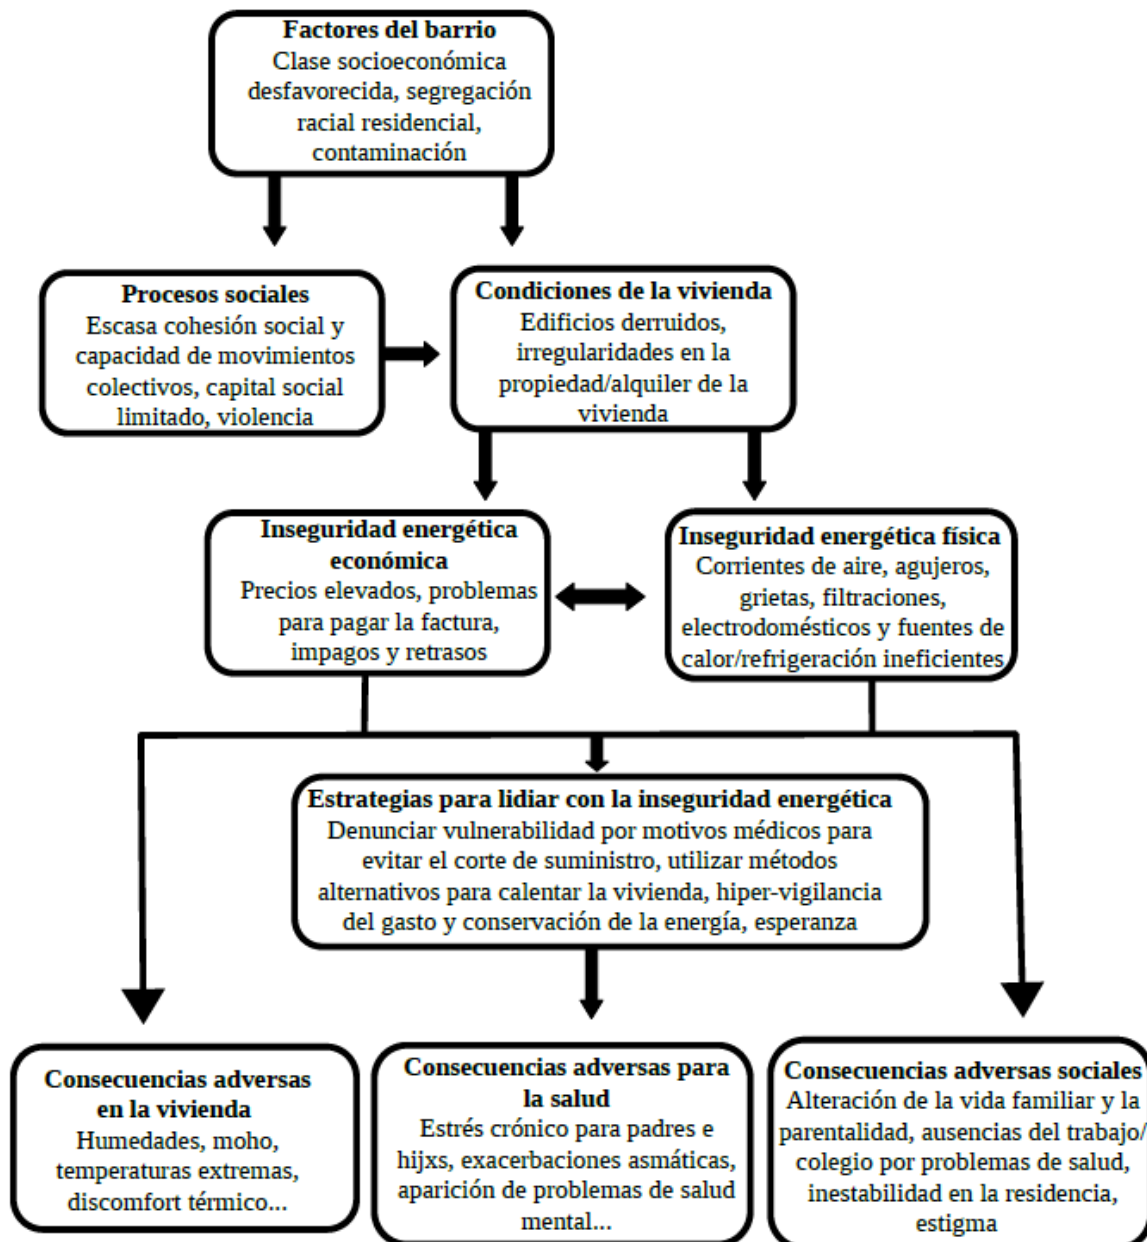 Factores del barrio
Clase socioeconómica
desfavorecida, segregación
racial residencial,
contaminación
Procesos sociales
Escasa cohesión social y
capacidad de movimientos
colectivos, capital social
limitado, violencia
Condiciones de la vivienda
Edificios derruidos,
irregularidades en la
propiedad/alquiler de la
vivienda
Inseguridad energética
económica
Precios elevados, problemas
para pagar la factura,
impagos y retrasos
Inseguridad energética física
Corrientes de aire, agujeros,
grietas, filtraciones,
electrodomésticos y fuentes de
calor/refrigeración ineficientes
Estrategias para lidiar con la inseguridad energética
Denunciar vulnerabilidad por motivos médicos para
evitar el corte de suministro, utilizar métodos
alternativos para calentar la vivienda, hiper-vigilancia
del gasto y conservación de la energía, esperanza
Consecuencias adversas
en la vivienda
Humedades, moho,
temperaturas extremas,
discomfort térmico...
Consecuencias adversas para
la salud
Estrés crónico para padres e
hijxs, exacerbaciones asmáticas,
aparición de problemas de salud
mental...
Consecuencias adversas sociales
Alteración de la vida familiar y la
parentalidad, ausencias del trabajo/
colegio por problemas de salud,
inestabilidad en la residencia,
estigma